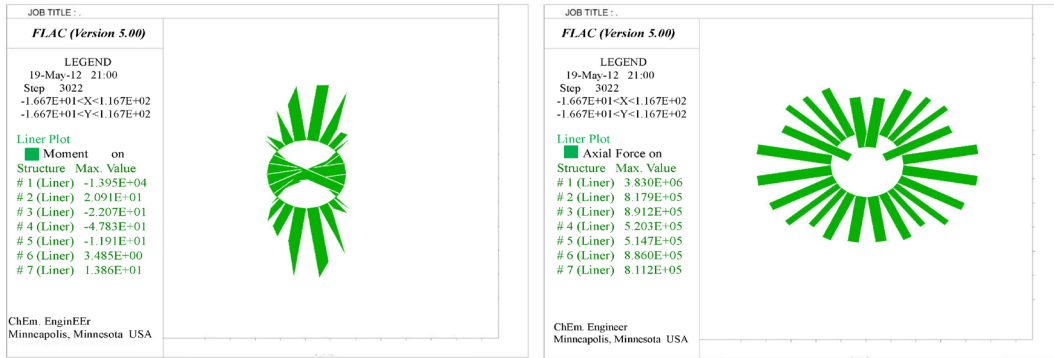 JOB TITLE : .
FLAC (Version 5.00)
LEGEND
19-May-12 21:00
Step 3022
-1.667E+01<X<1.167E+02
-1.667E+01<Y<1.167E+02
Liner Plot
Moment on
Structure Max. Value
# 1 (Liner) -1.395E+04
# 2 (Liner) 2.091E+01
# 3 (Liner) -2.207E+01
# 4 (Liner) -4.783E+01
# 5 (Liner) -1.191E+01
# 6 (Liner) 3.485E+00
# 7 (Liner) 1.386E+01
ChEm. EnginEEr
Minneapolis, Minnesota USA
JOB TITLE : .
FLAC (Version 5.00)
LEGEND
19-May-12 21:00
Step 3022
-1.667E+01<X<1.167E+02
-1.667E+01<Y<1.167E+02
Liner Plot
Axial Force on
Structure Max. Value
# 1 (Liner) 3.830E+06
# 2 (Liner) 8.179E+05
# 3 (Liner) 8.912E+05
# 4 (Liner) 5.203E+05
# 5 (Liner) 5.147E+05
# 6 (Liner) 8.860E+05
# 7 (Liner) 8.112E+05
ChEm. Engineer
Minneapolis, Minnesota USA